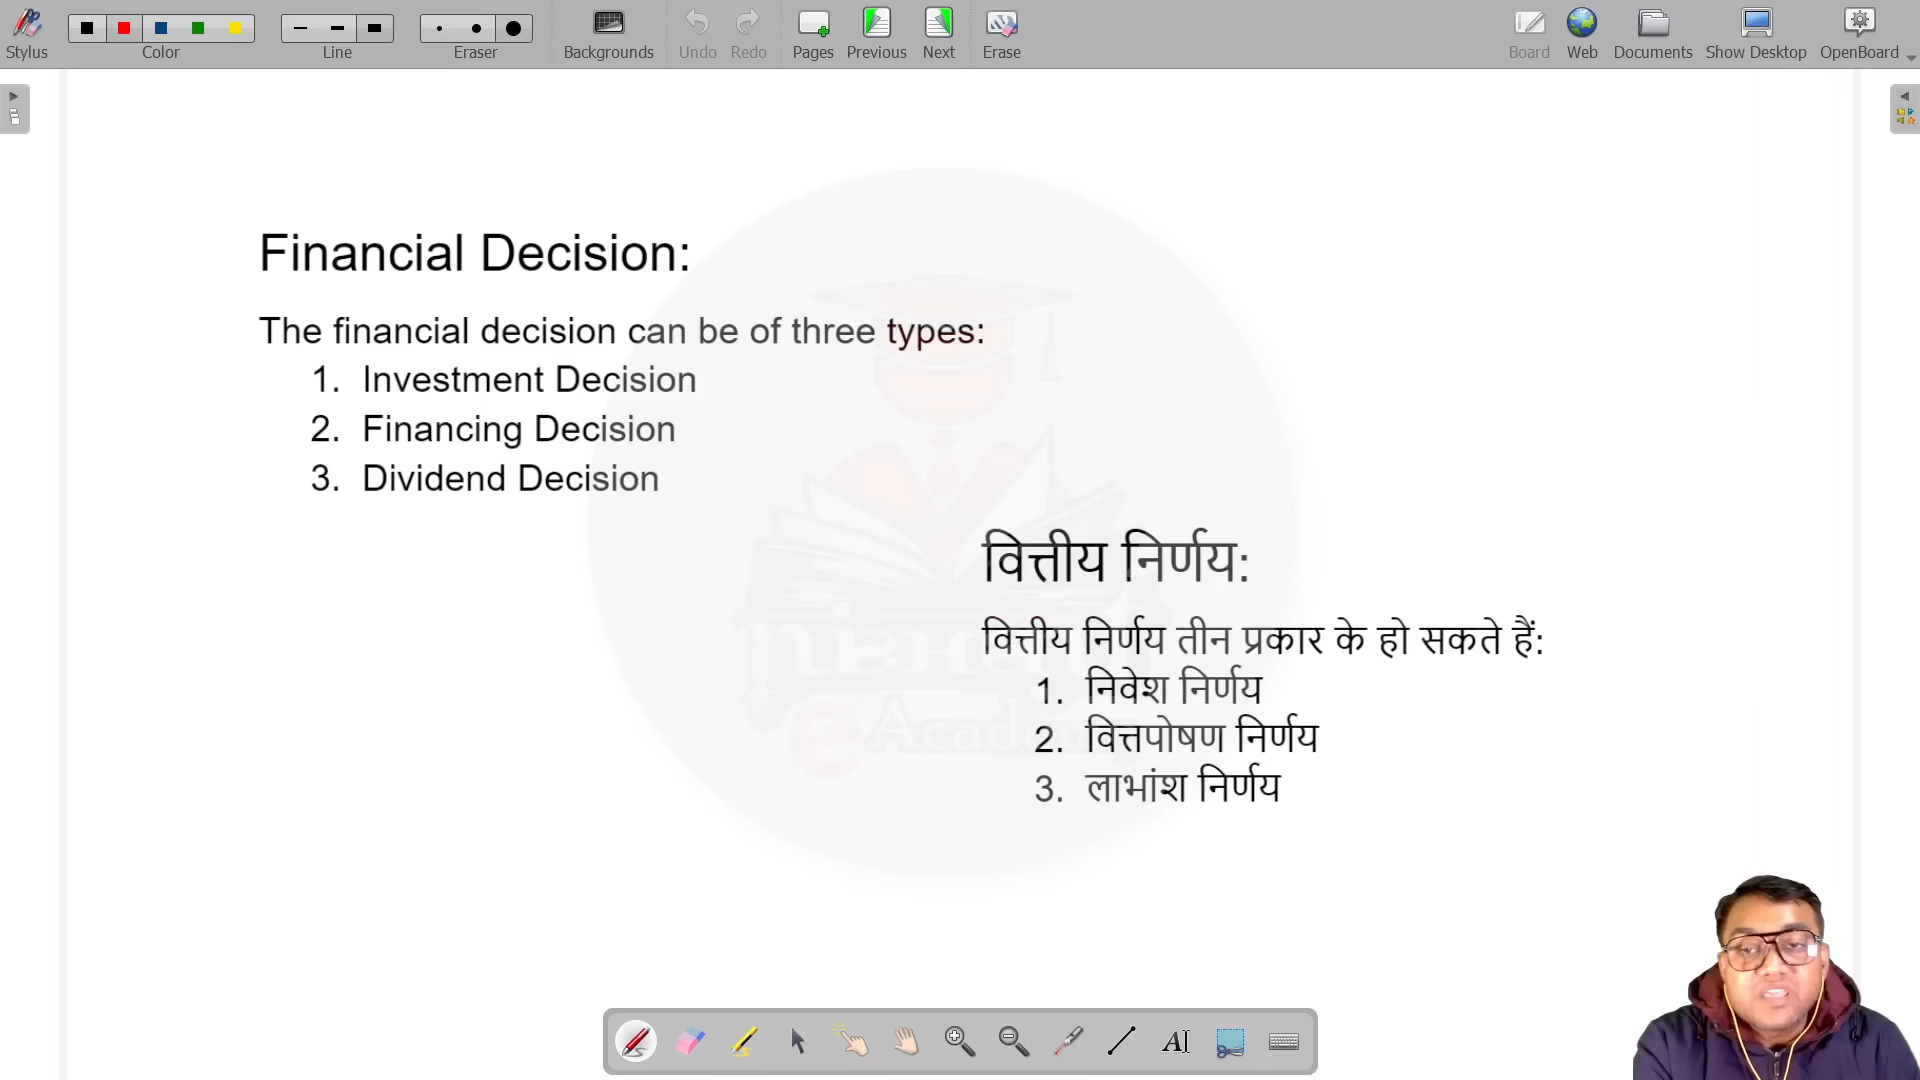 Stylus
Color
Line
Eraser
Backgrounds
Undo
Redo
Pages
Previous
Next
Erase
Board
Web
Documents
Show Desktop
OpenBoard
Financial Decision:
The financial decision can be of three types:
1. Investment Decision
2. Financing Decision
3. Dividend Decision
वित्तीय निर्णय:
वित्तीय निर्णय तीन प्रकार के हो सकते हैं:
1. निवेश निर्णय
2. वित्तपोषण निर्णय
3. लाभांश निर्णय